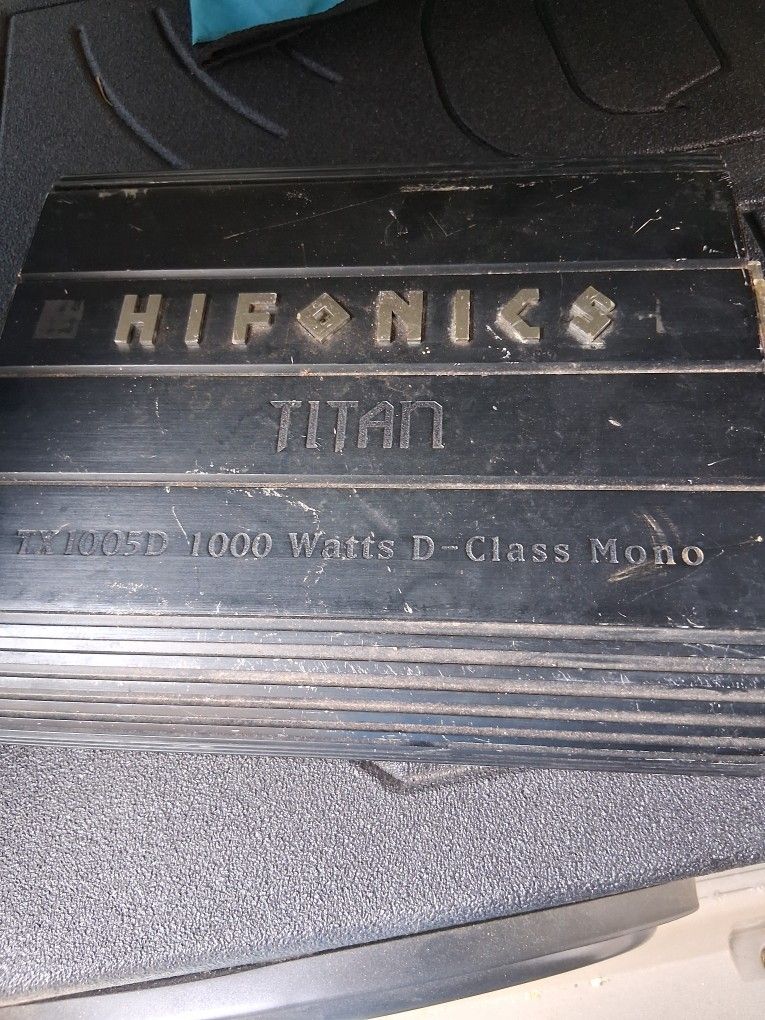 HIFONICS
TITAN
TX1005D 1000 Watts D-Class Mono